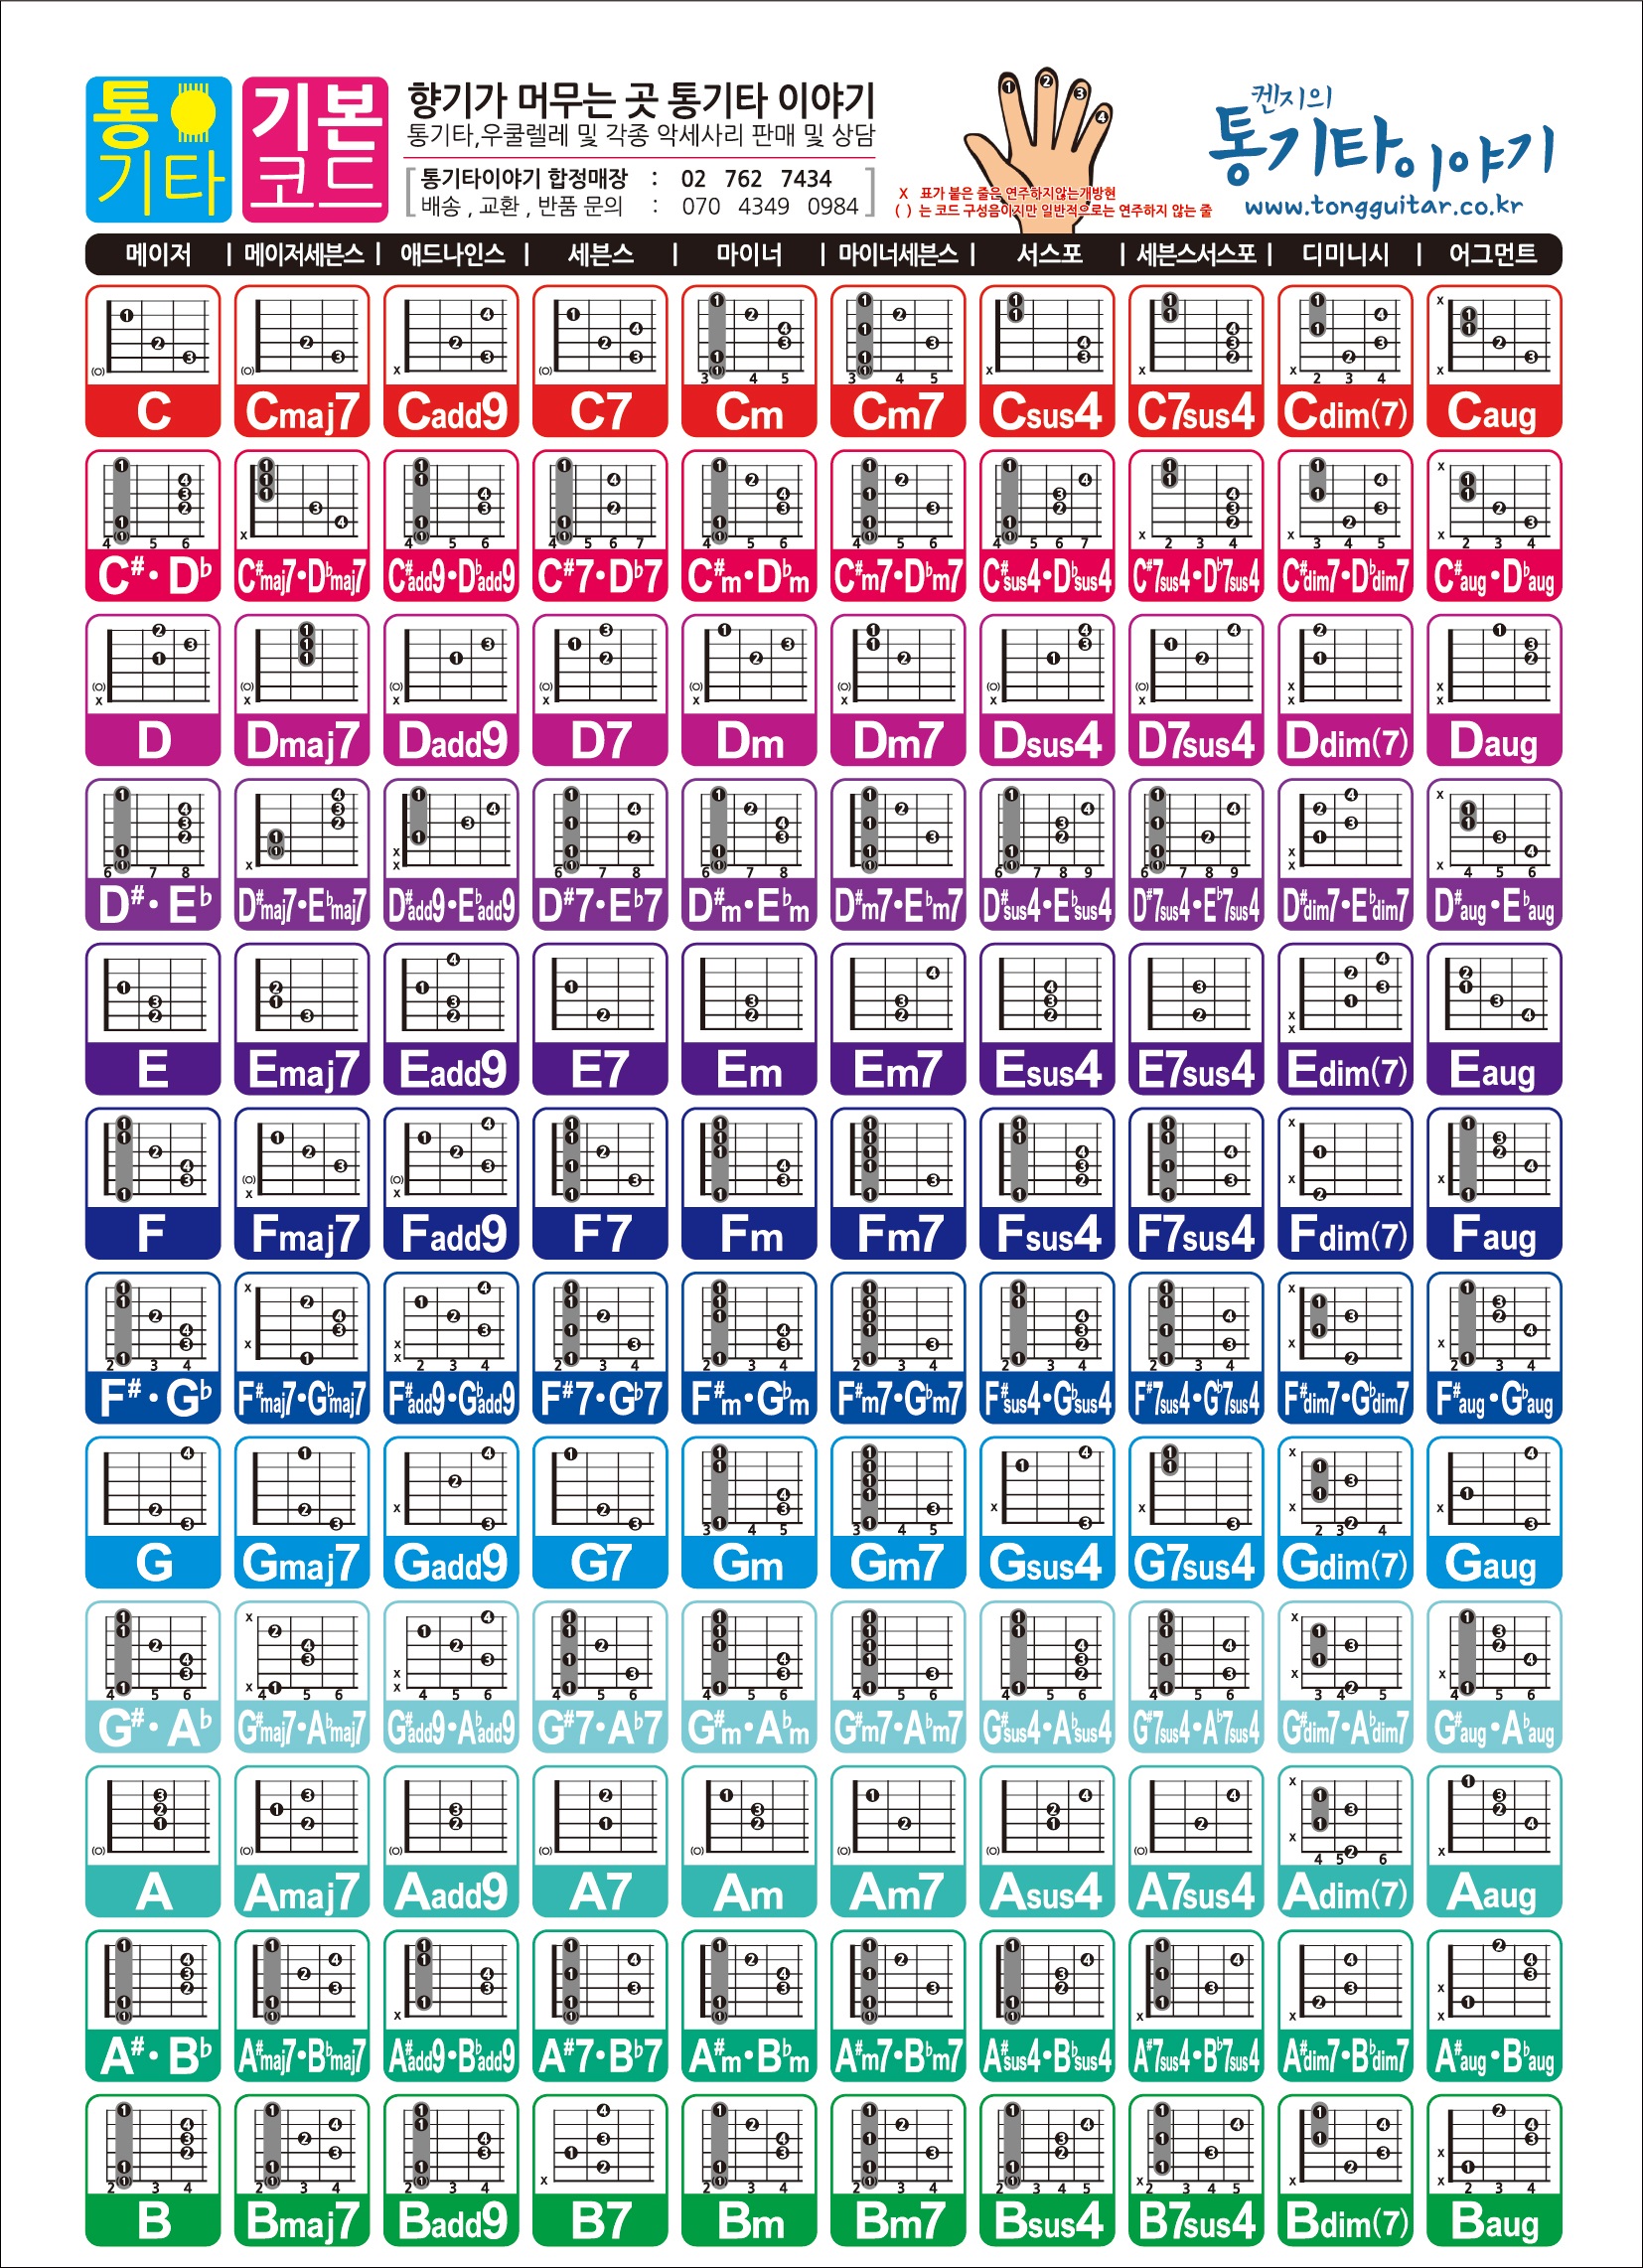 통
기타
기본
코드
향기가 머무는 곳 통기타 이야기
통기타,우쿨렐레 및 각종 악세사리 판매 및 상담
통기타이야기 합정매장 : 02 762 7434
배송 , 교환 , 반품 문의 : 070 4349 0984
1 2 3 4
X 표가 붙은 줄은 연주하지않는개방현
( ) 는 코드 구성음이지만 일반적으로는 연주하지 않는 줄
켄지의
통기타이야기
www.tongguitar.co.kr
메이저 | 메이저세븐스 | 애드나인스 | 세븐스 | 마이너 | 마이너세븐스 | 서스포 | 세븐스서스포 | 디미니시 | 어그먼트
C Cmaj7 Cadd9 C7 Cm Cm7 Csus4 C7sus4 Cdim(7) Caug
C#·D♭ C#maj7·D♭maj7 C#add9·D♭add9 C#7·D♭7 C#m·D♭m C#m7·D♭m7 C#sus4·D♭sus4 C#7sus4·D♭7sus4 C#dim7·D♭dim7 C#aug·D♭aug
D Dmaj7 Dadd9 D7 Dm Dm7 Dsus4 D7sus4 Ddim(7) Daug
D#·E♭ D#maj7·E♭maj7 D#add9·E♭add9 D#7·E♭7 D#m·E♭m D#m7·E♭m7 D#sus4·E♭sus4 D#7sus4·E♭7sus4 D#dim7·E♭dim7 D#aug·E♭aug
E Emaj7 Eadd9 E7 Em Em7 Esus4 E7sus4 Edim(7) Eaug
F Fmaj7 Fadd9 F7 Fm Fm7 Fsus4 F7sus4 Fdim(7) Faug
F#·G♭ F#maj7·G♭maj7 F#add9·G♭add9 F#7·G♭7 F#m·G♭m F#m7·G♭m7 F#sus4·G♭sus4 F#7sus4·G♭7sus4 F#dim7·G♭dim7 F#aug·G♭aug
G Gmaj7 Gadd9 G7 Gm Gm7 Gsus4 G7sus4 Gdim(7) Gaug
G#·A♭ G#maj7·A♭maj7 G#add9·A♭add9 G#7·A♭7 G#m·A♭m G#m7·A♭m7 G#sus4·A♭sus4 G#7sus4·A♭7sus4 G#dim7·A♭dim7 G#aug·A♭aug
A Amaj7 Aadd9 A7 Am Am7 Asus4 A7sus4 Adim(7) Aaug
A#·B♭ A#maj7·B♭maj7 A#add9·B♭add9 A#7·B♭7 A#m·B♭m A#m7·B♭m7 A#sus4·B♭sus4 A#7sus4·B♭7sus4 A#dim7·B♭dim7 A#aug·B♭aug
B Bmaj7 Badd9 B7 Bm Bm7 Bsus4 B7sus4 Bdim(7) Baug